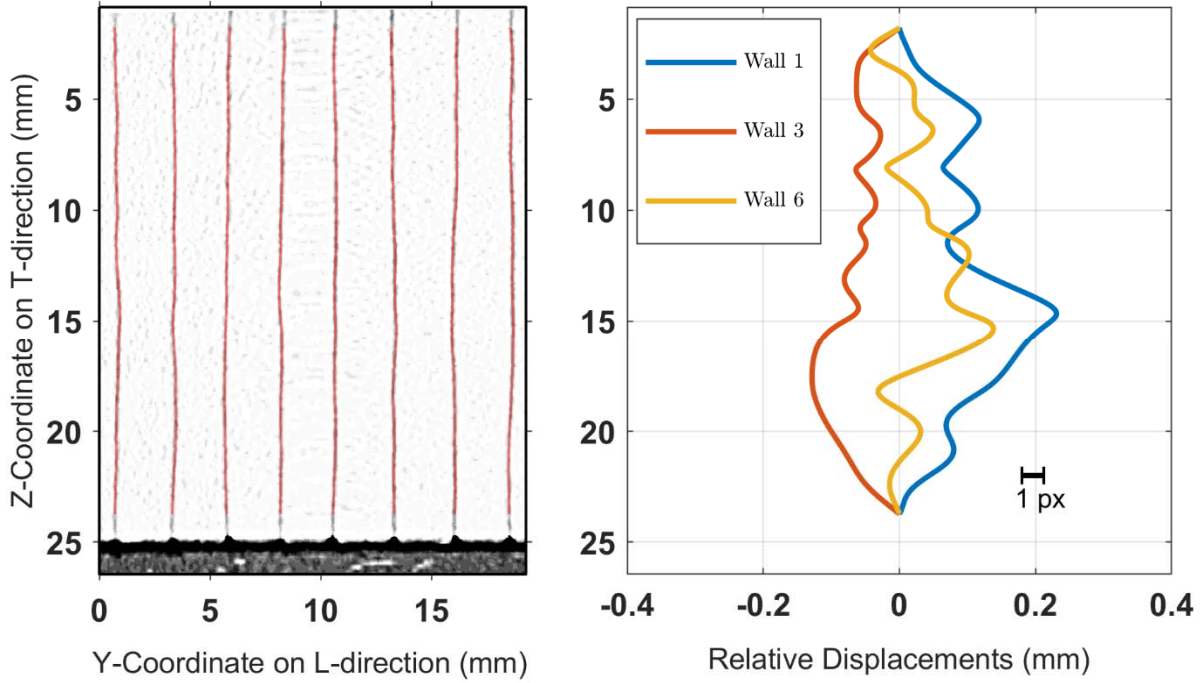 Z-Coordinate on T-direction (mm)
5
10
15
20
25
0
5
10
15
Y-Coordinate on L-direction (mm)
Wall 1
Wall 3
Wall 6
5
10
15
20
25
1 px
-0.4
-0.2
0
0.2
0.4
Relative Displacements (mm)